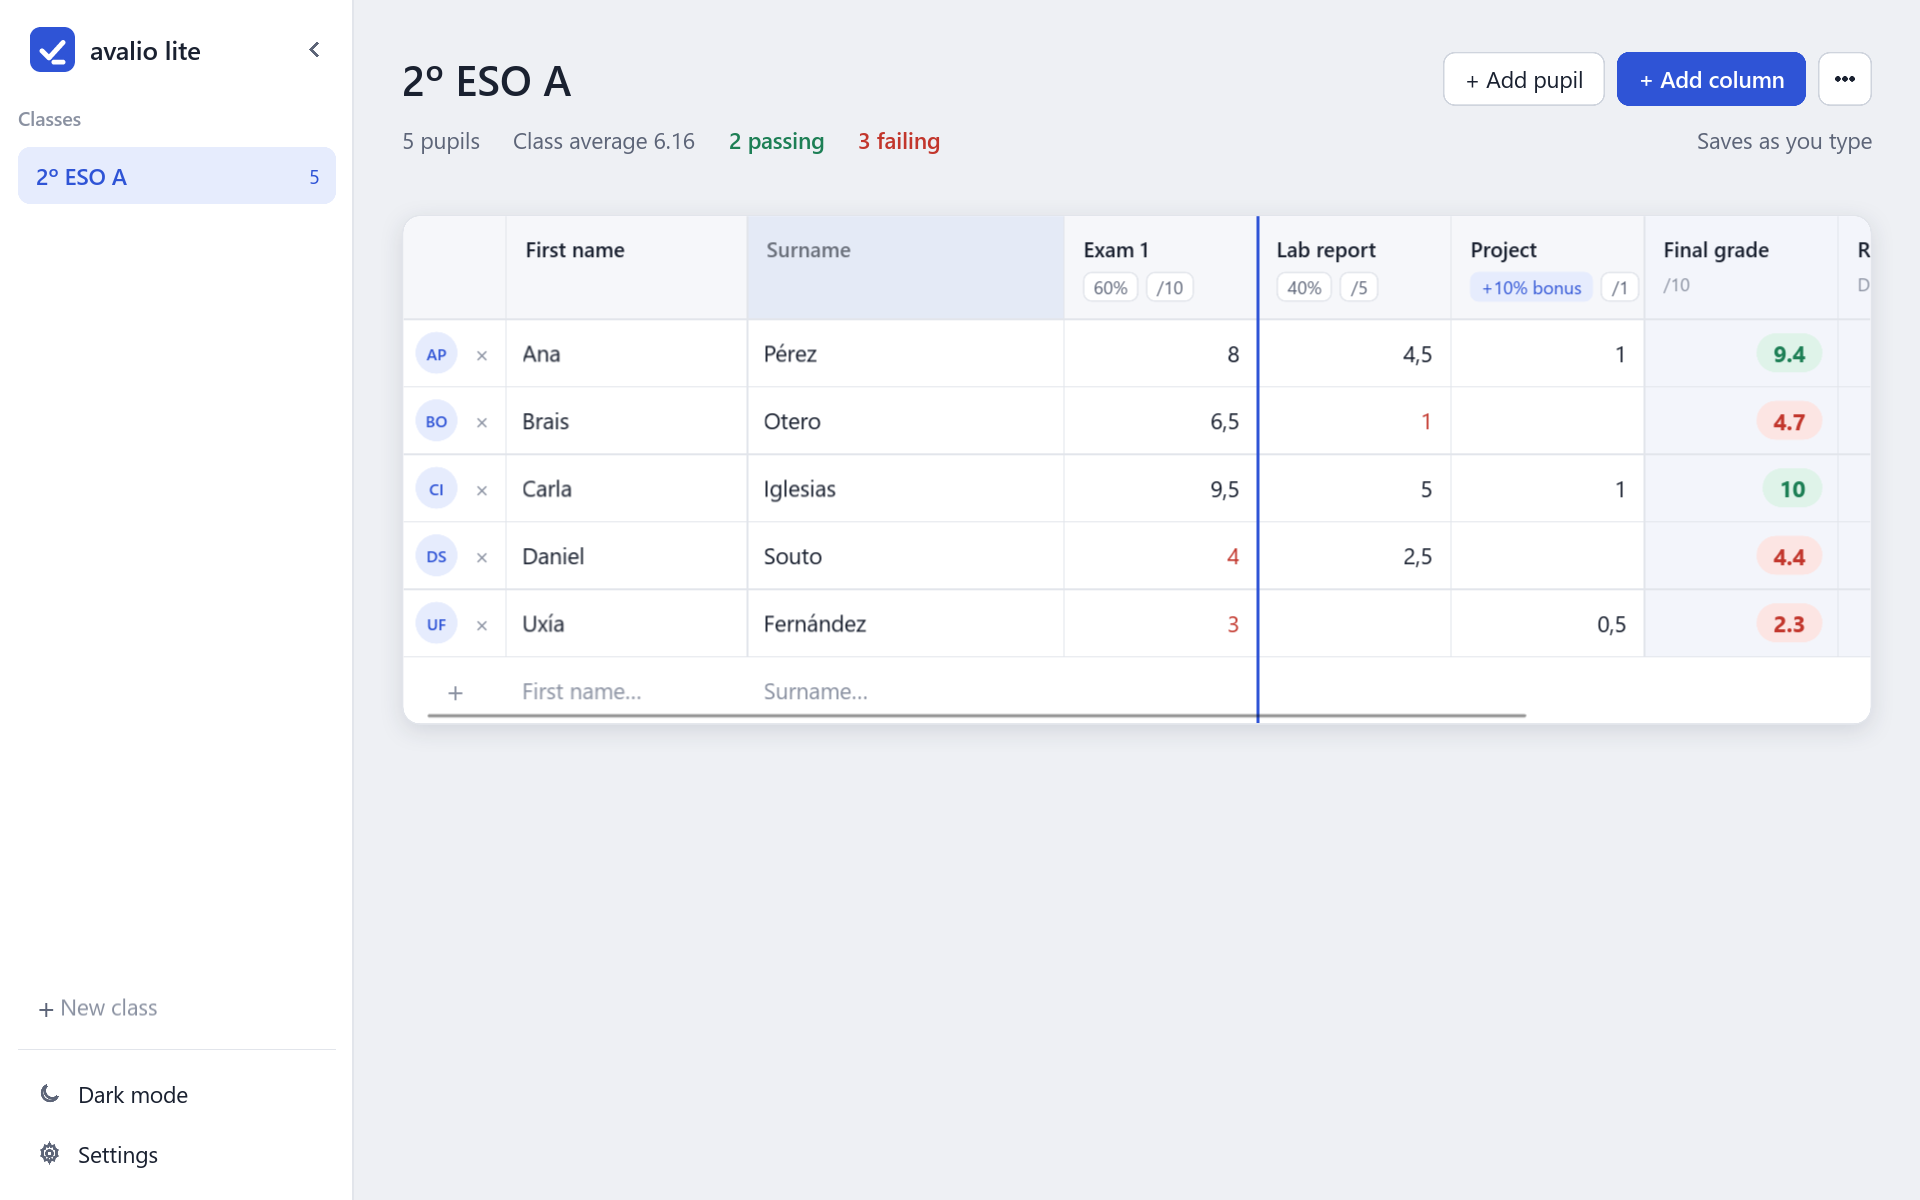 avalio lite
Classes
2º ESO A 5
+ New class
Dark mode
Settings
2º ESO A
+ Add pupil
+ Add column
5 pupils Class average 6.16 2 passing 3 failing
Saves as you type
First name Surname Exam 1 Lab report Project Final grade R
60% /10 40% /5 +10% bonus /1 /10 D
AP × Ana Pérez 8 4,5 1 9.4
BO × Brais Otero 6,5 1 4.7
CI × Carla Iglesias 9,5 5 1 10
DS × Daniel Souto 4 2,5 4.4
UF × Uxía Fernández 3 0,5 2.3
+ First name... Surname...